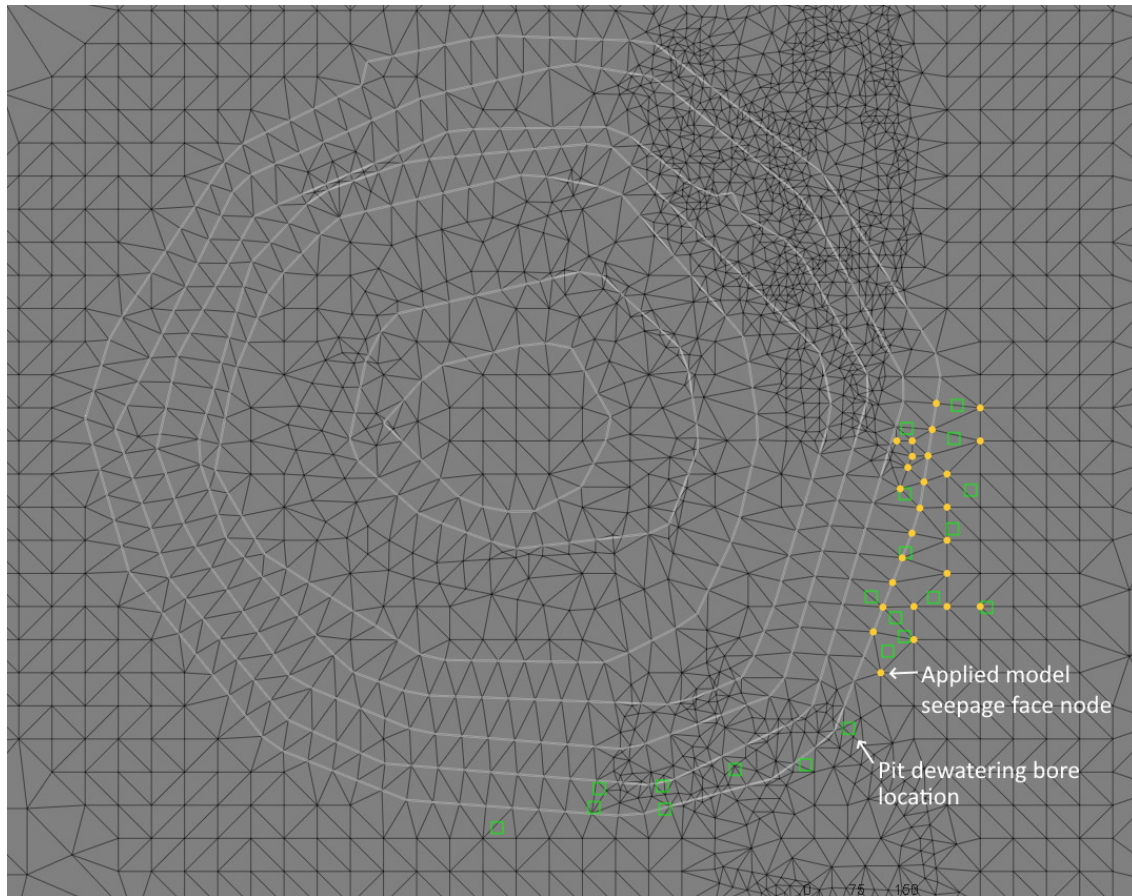 Applied model
seepage face node
Pit dewatering bore
location
0 75 150